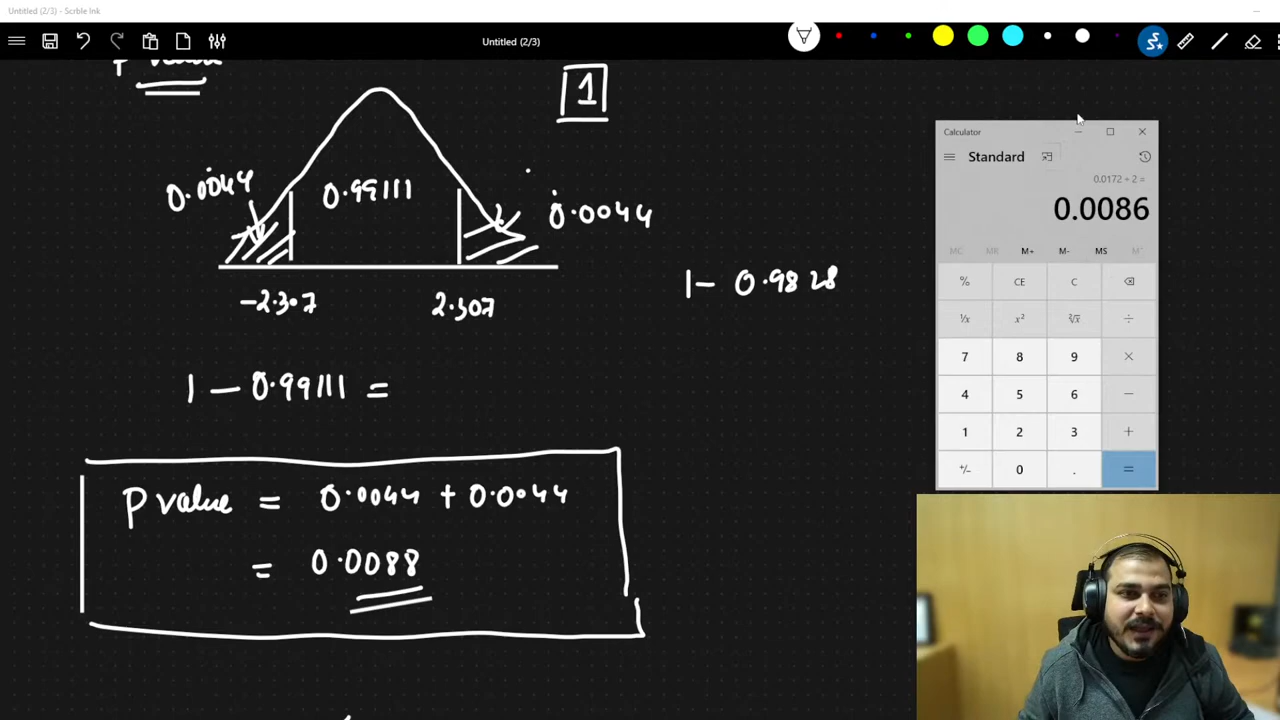 Untitled (2/3) - Scrble Ink
Untitled (2/3)
P value
1
0.0044
0.99111
0.0044
-2.307
2.307
1 - 0.9828
1 - 0.99111 =
P value = 0.0044 + 0.0044
= 0.0088
Calculator
Standard
0.0172 ÷ 2 =
0.0086
MC MR M+ M- MS M˅
% CE C ⌫
1/x x² ²√x ÷
7 8 9 ×
4 5 6 −
1 2 3 +
+/- 0 . =